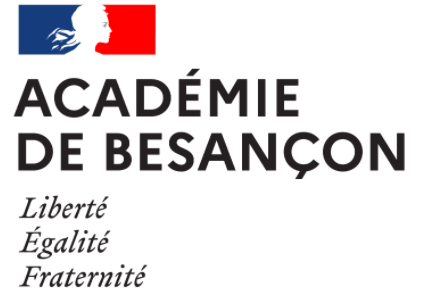 ACADÉMIE
DE BESANÇON
Liberté
Égalité
Fraternité